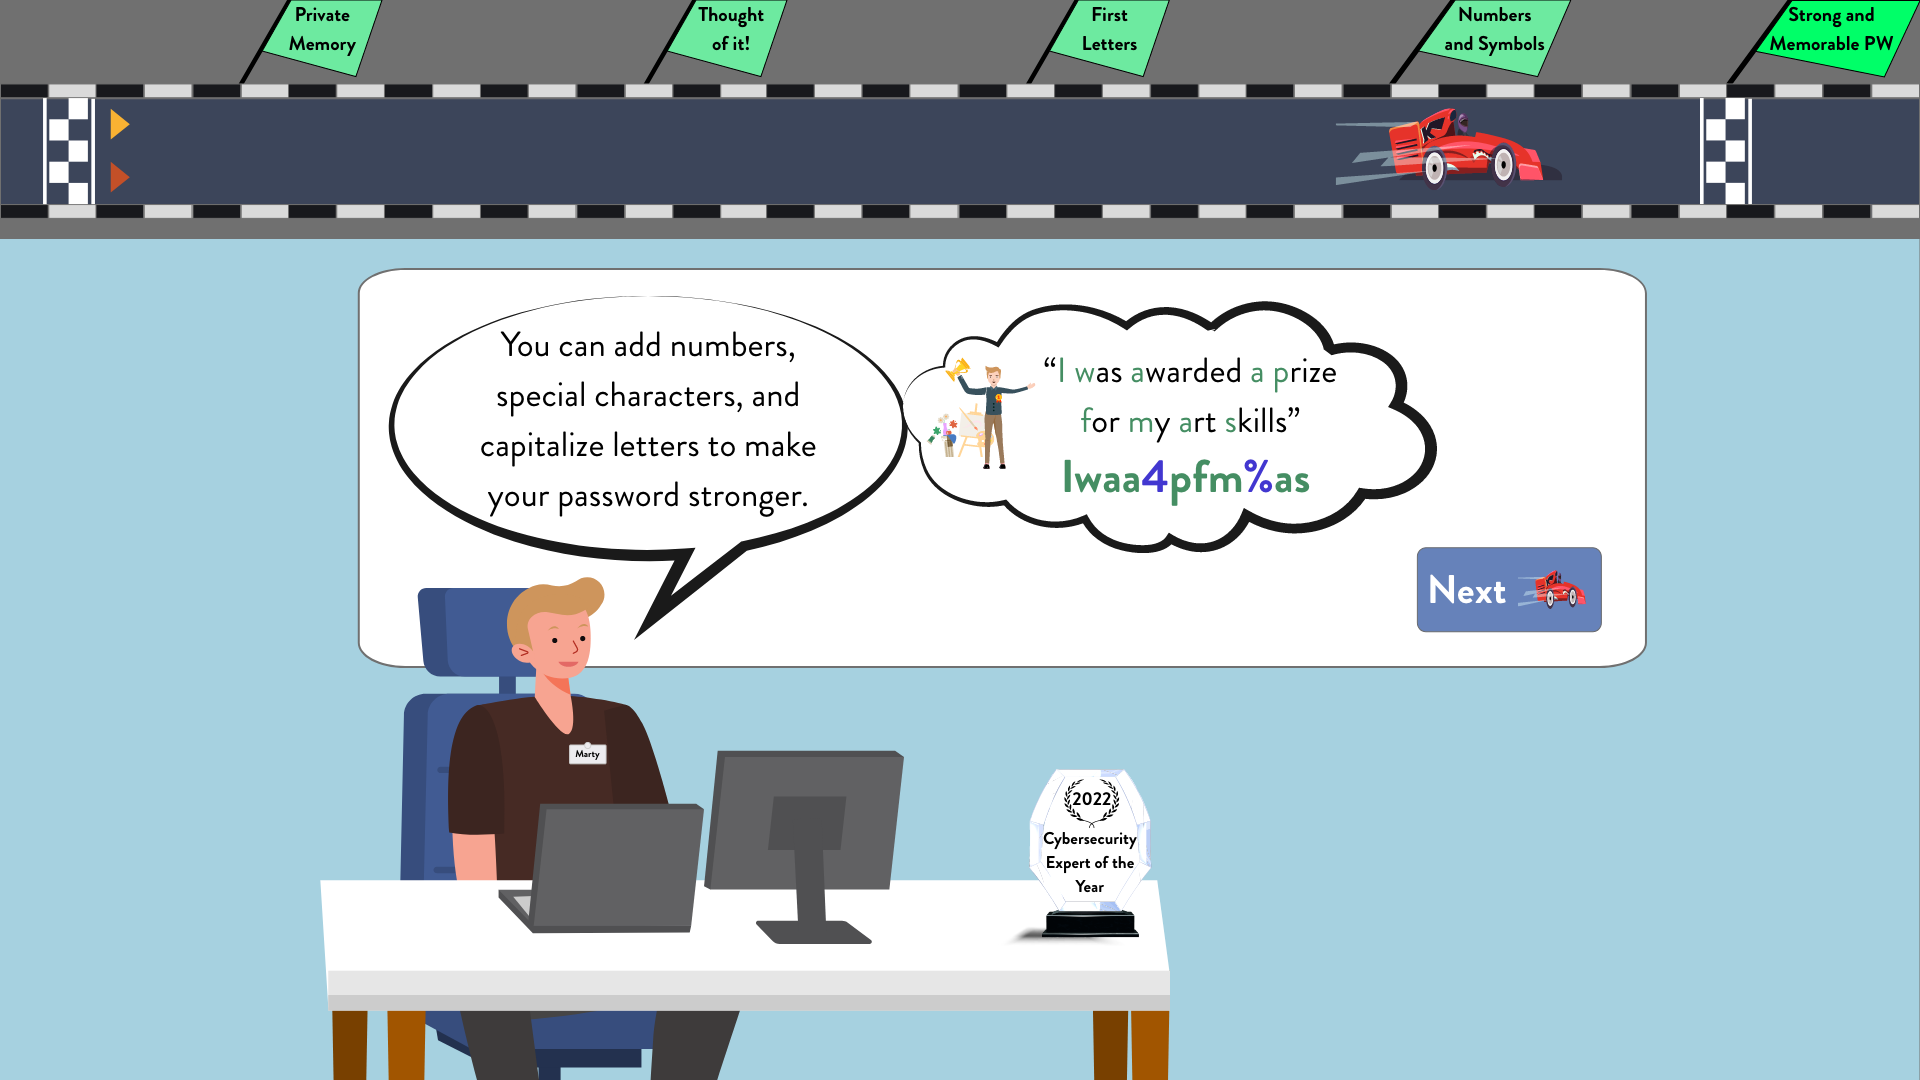 Private
Memory
Thought
of it!
First
Letters
Numbers
and Symbols
Strong and
Memorable PW
You can add numbers,
special characters, and
capitalize letters to make
your password stronger.
“I was awarded a prize
for my art skills”
Iwaa4pfm%as
Next
Marty
2022
Cybersecurity
Expert of the
Year